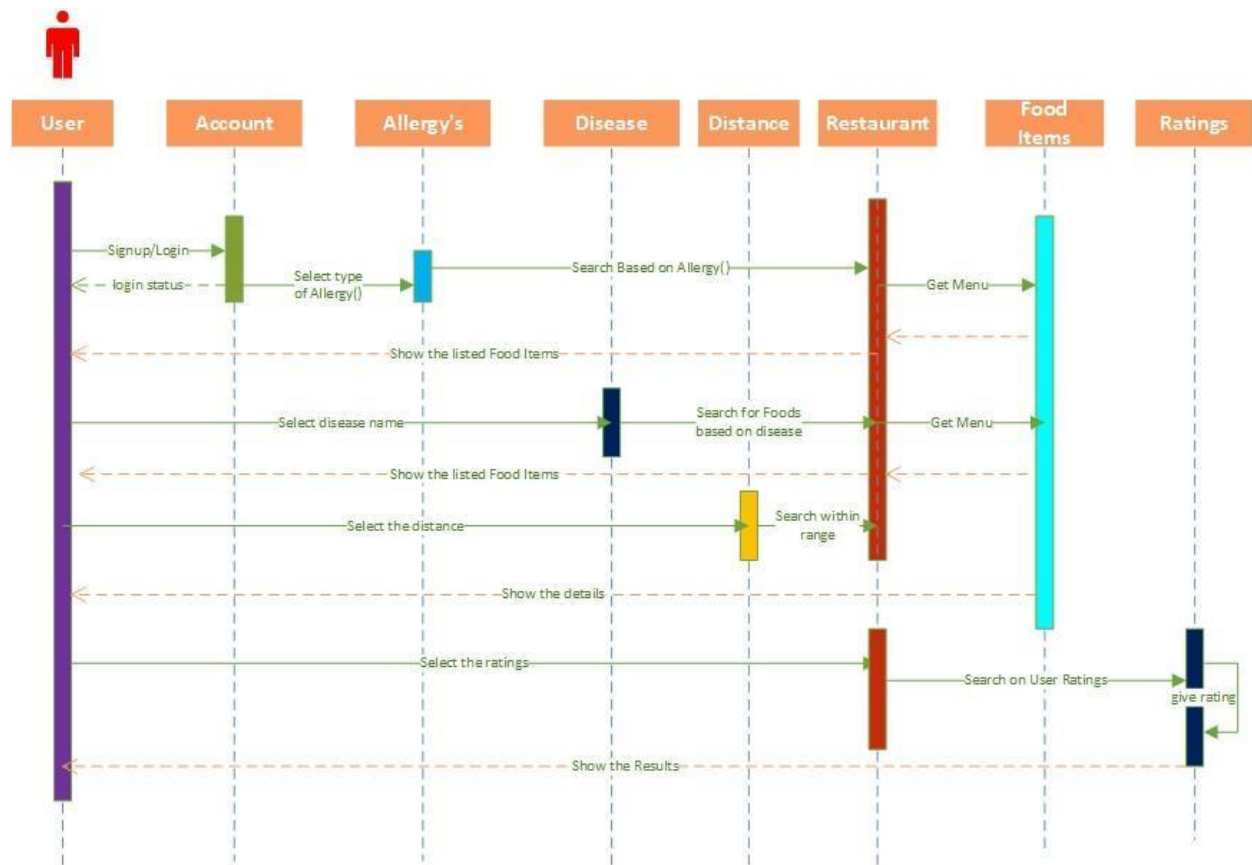 User
Account
Allergy's
Disease
Distance
Restaurant
Food
Items
Ratings
Signup/Login
Search Based on Allergy()
login status
Select type
of Allergy()
Get Menu
Show the listed Food Items
Select disease name
Search for Foods
based on disease
Get Menu
Show the listed Food Items
Select the distance
Search within
range
Show the details
Select the ratings
Search on User Ratings
give rating
Show the Results